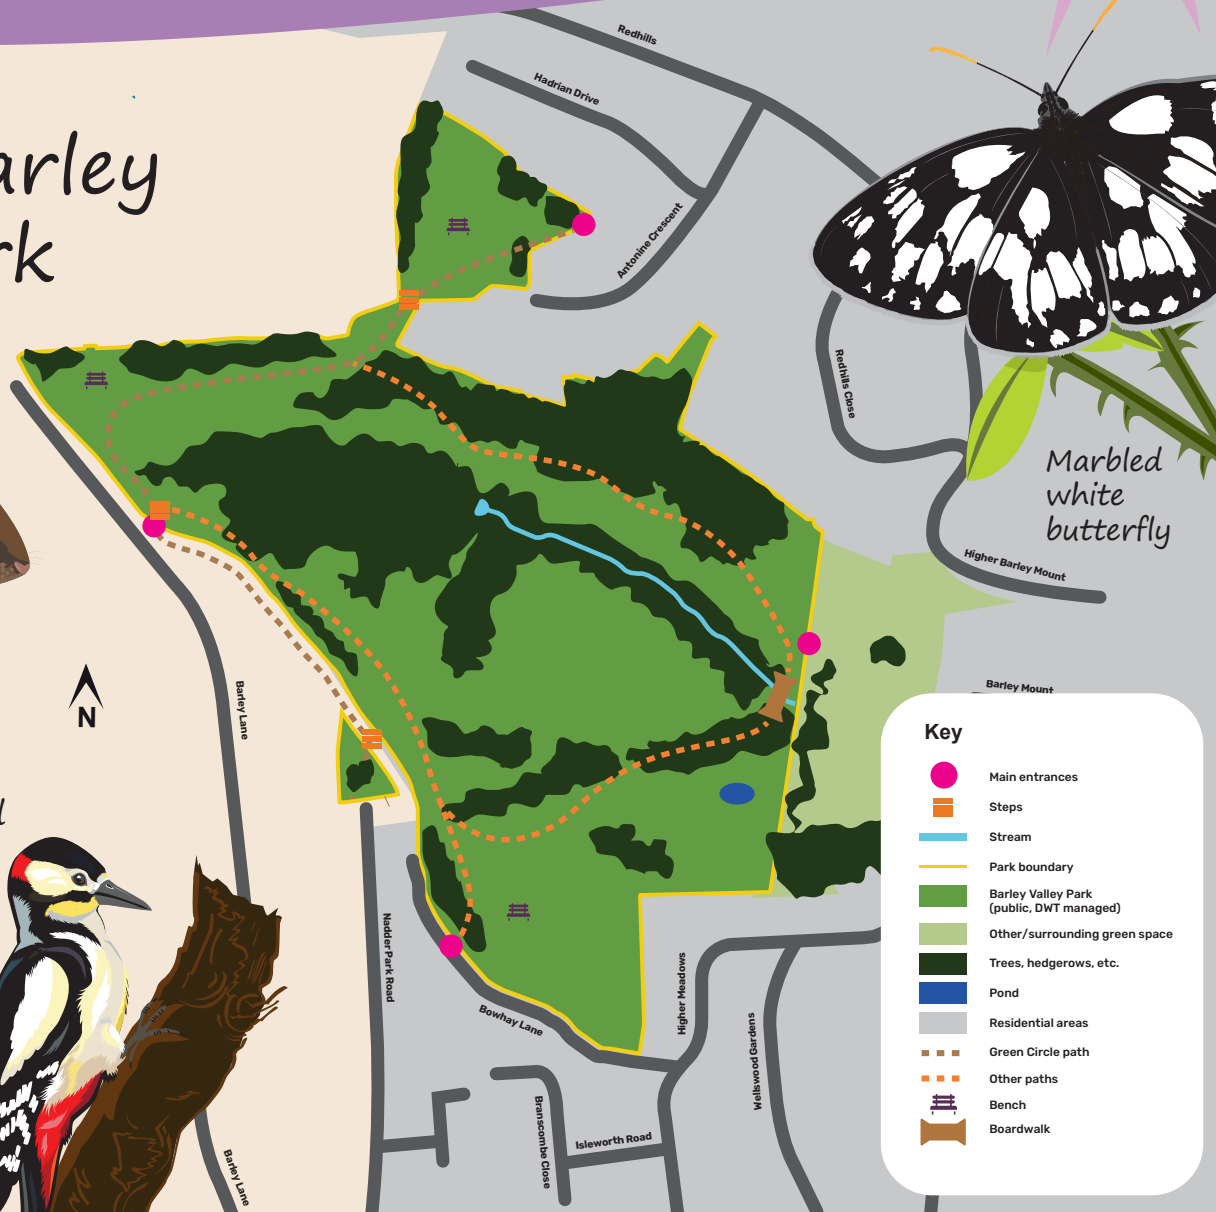 arley
rk
Redhills
Hadrian Drive
Antonine Crescent
Redhills Close
Marbled
white
butterfly
Higher Barley Mount
Barley Mount
N
Barley Lane
Nadder Park Road
Bowhay Lane
Higher Meadows
Wellswood Gardens
Branscombe Close
Isleworth Road
Barley Lane
Key
Main entrances
Steps
Stream
Park boundary
Barley Valley Park
(public, DWT managed)
Other/surrounding green space
Trees, hedgerows, etc.
Pond
Residential areas
Green Circle path
Other paths
Bench
Boardwalk